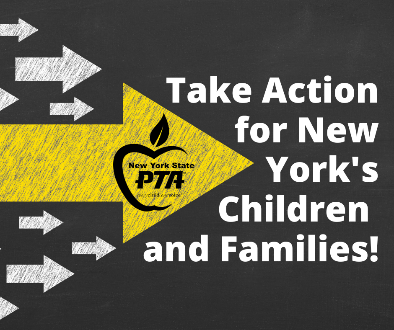 Take Action
for New
York's
Children
and Families!
New York State
PTA